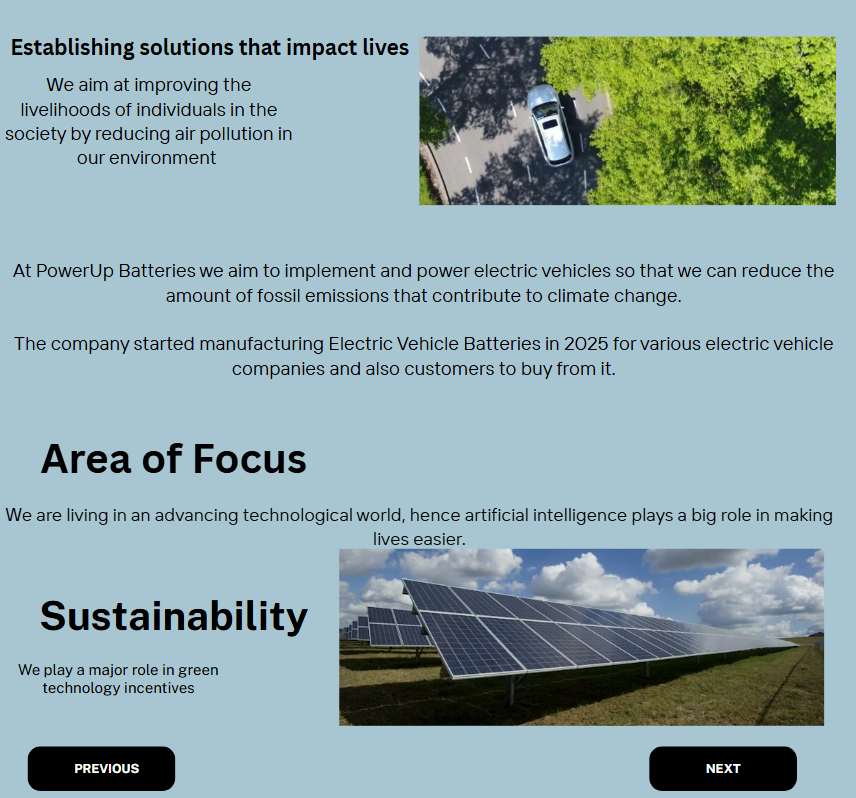 Establishing solutions that impact lives
We aim at improving the
livelihoods of individuals in the
society by reducing air pollution in
our environment
At PowerUp Batteries we aim to implement and power electric vehicles so that we can reduce the
amount of fossil emissions that contribute to climate change.
The company started manufacturing Electric Vehicle Batteries in 2025 for various electric vehicle
companies and also customers to buy from it.
Area of Focus
We are living in an advancing technological world, hence artificial intelligence plays a big role in making
lives easier.
Sustainability
We play a major role in green
technology incentives
PREVIOUS
NEXT